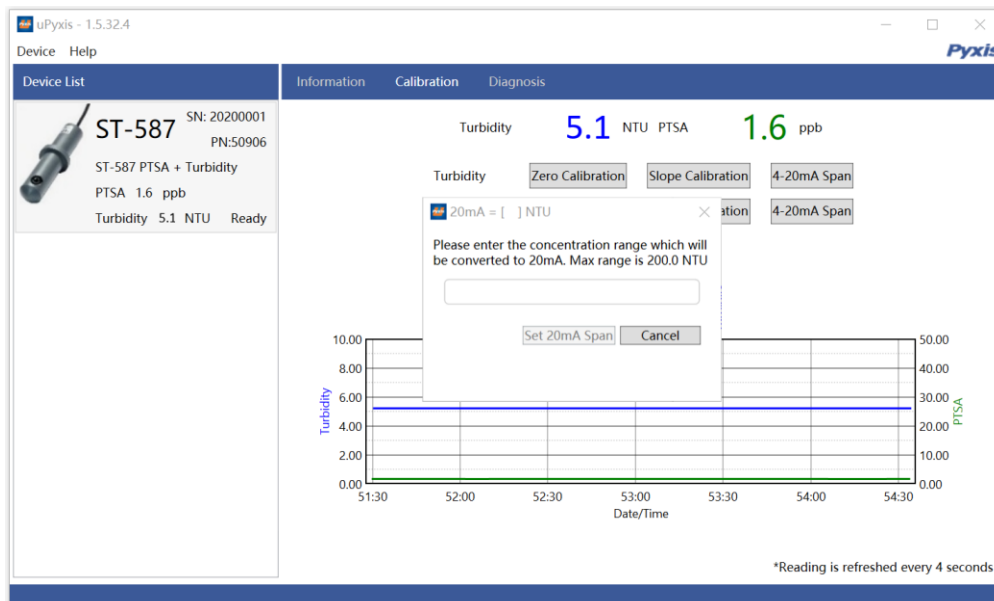 uPyxis - 1.5.32.4
Device Help
Pyxis
Device List
Information Calibration Diagnosis
ST-587
SN: 20200001
PN:50906
ST-587 PTSA + Turbidity
PTSA 1.6 ppb
Turbidity 5.1 NTU Ready
Turbidity 5.1 NTU PTSA 1.6 ppb
Turbidity Zero Calibration Slope Calibration 4-20mA Span
ation 4-20mA Span
20mA = [ ] NTU
Please enter the concentration range which will
be converted to 20mA. Max range is 200.0 NTU
Set 20mA Span Cancel
10.00
8.00
6.00
4.00
2.00
0.00
Turbidity
50.00
40.00
30.00
20.00
10.00
0.00
PTSA
51:30 52:00 52:30 53:00 53:30 54:00 54:30
Date/Time
*Reading is refreshed every 4 seconds